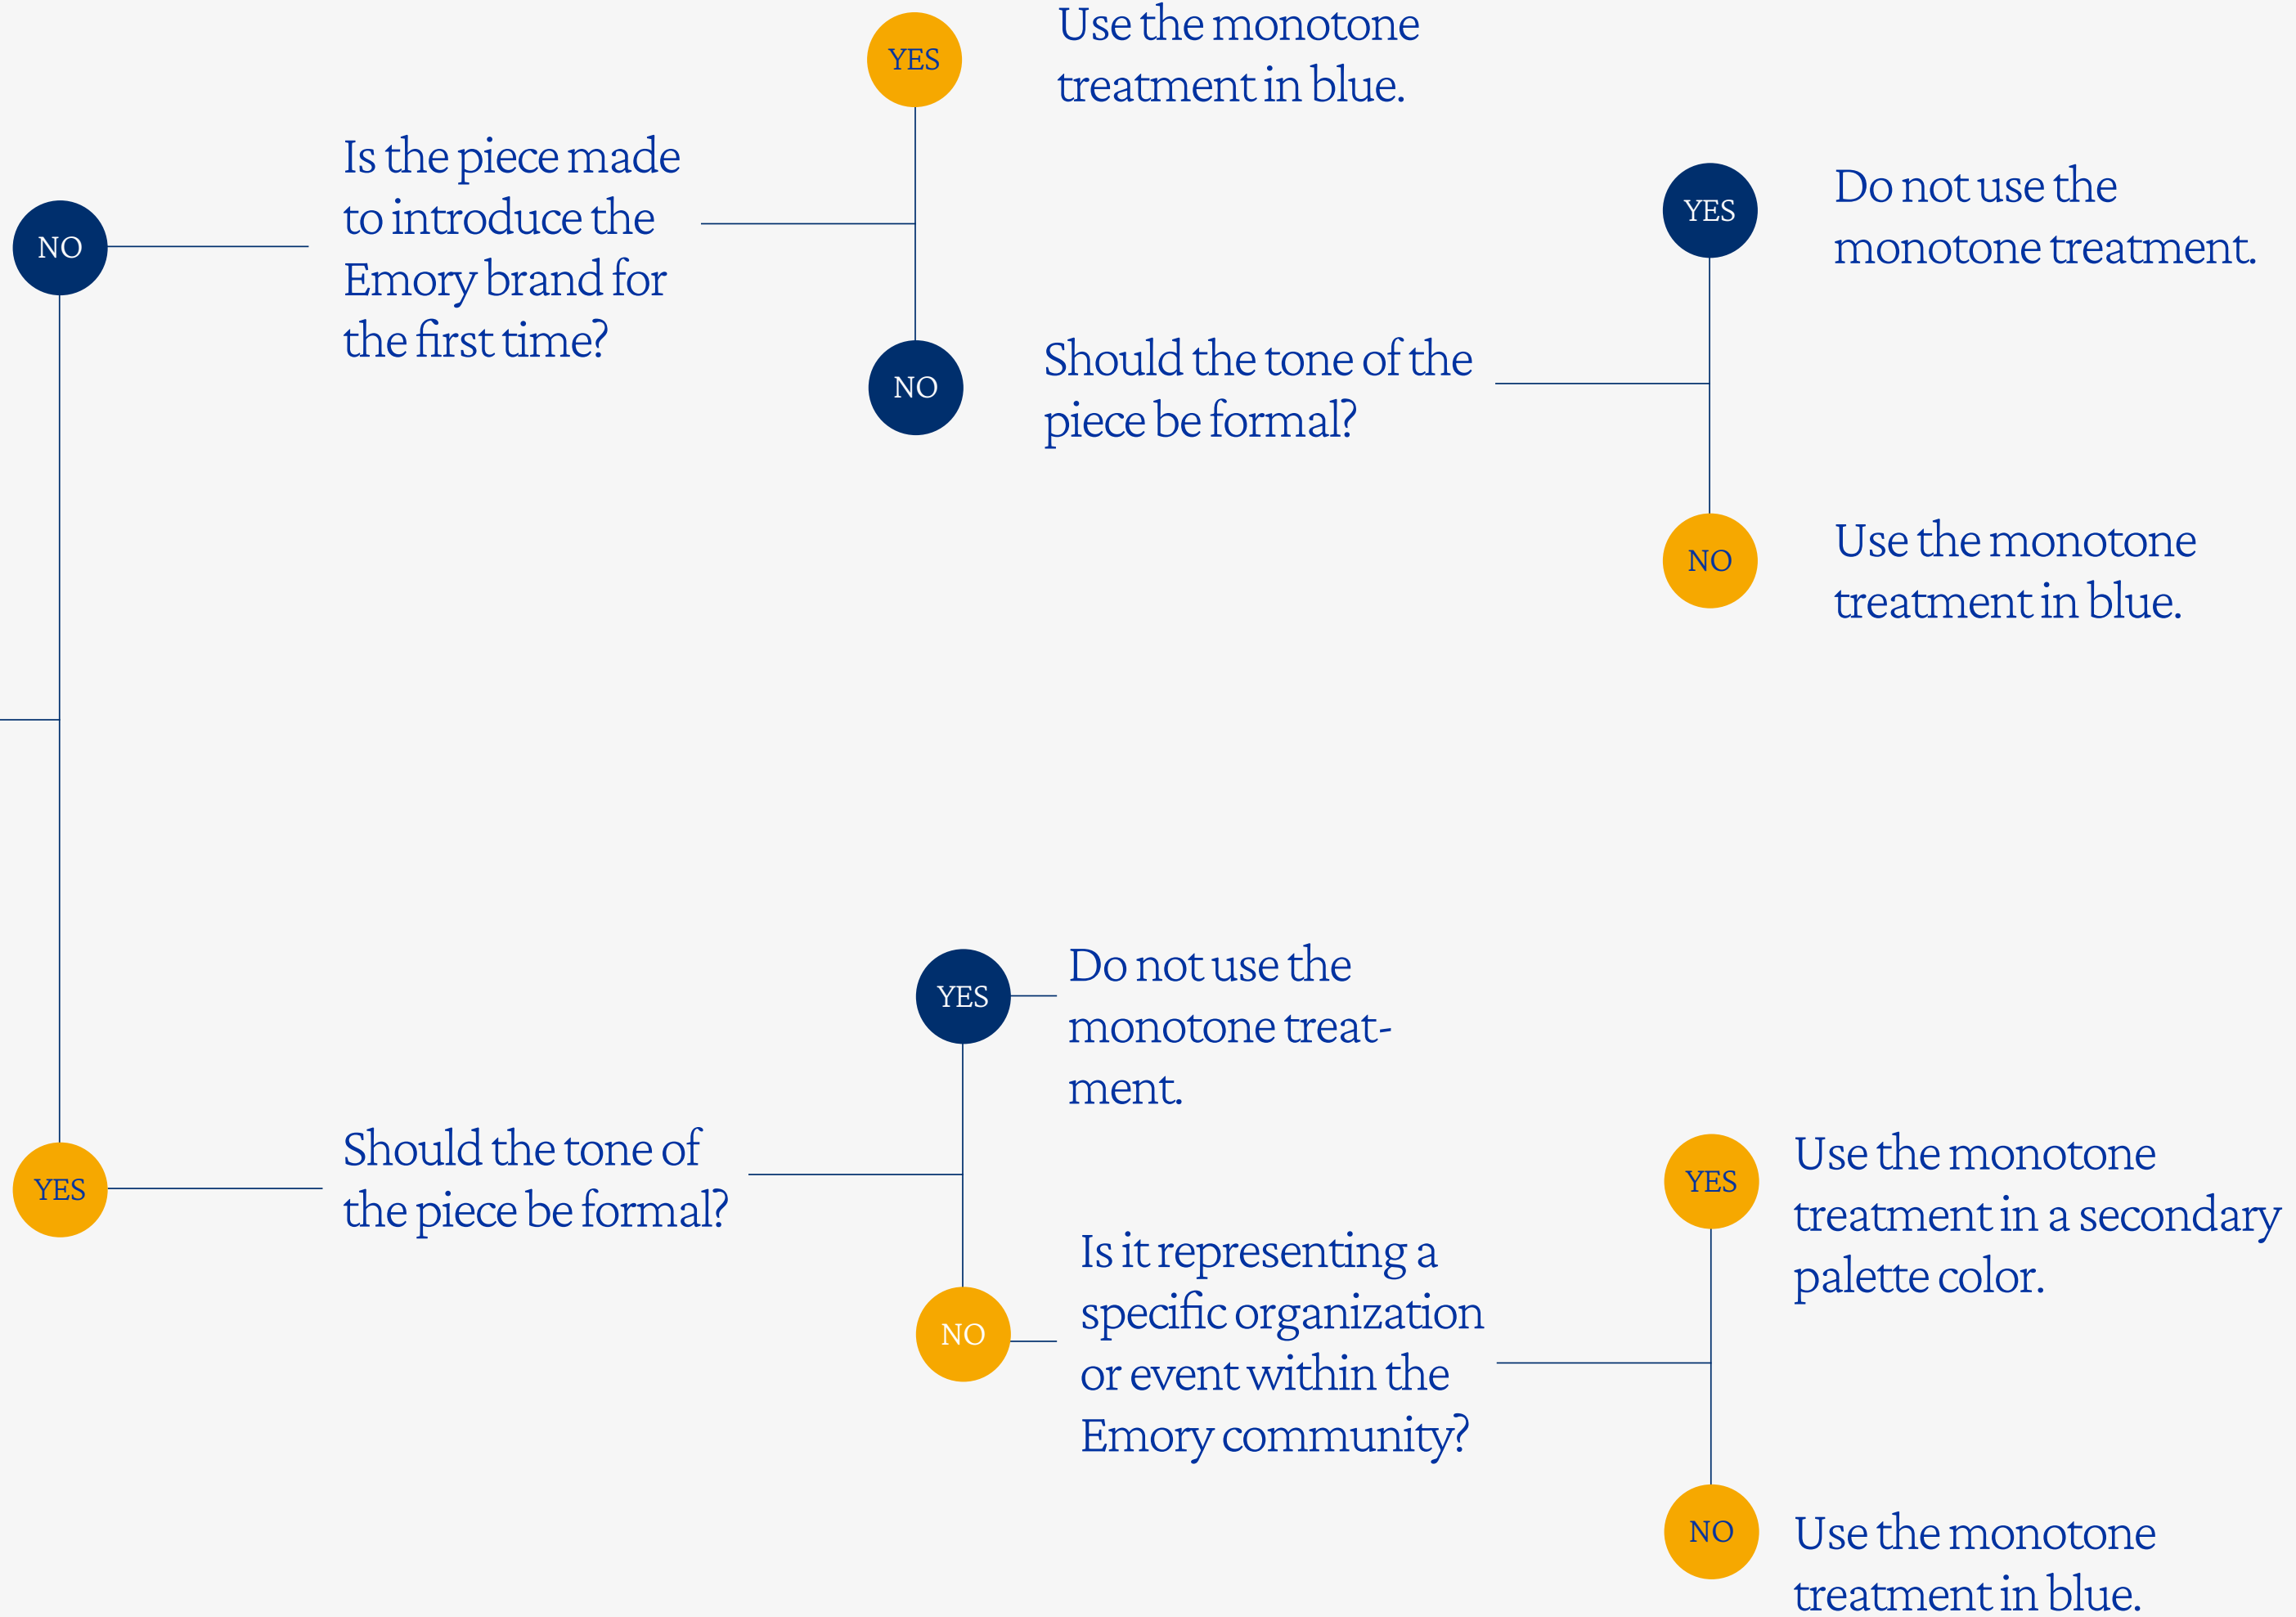 NO
Is the piece made
to introduce the
Emory brand for
the first time?
YES
Use the monotone
treatment in blue.
NO
Should the tone of the
piece be formal?
YES
Do not use the
monotone treatment.
NO
Use the monotone
treatment in blue.
YES
Should the tone of
the piece be formal?
YES
Do not use the
monotone treat-
ment.
NO
Is it representing a
specific organization
or event within the
Emory community?
YES
Use the monotone
treatment in a secondary
palette color.
NO
Use the monotone
treatment in blue.